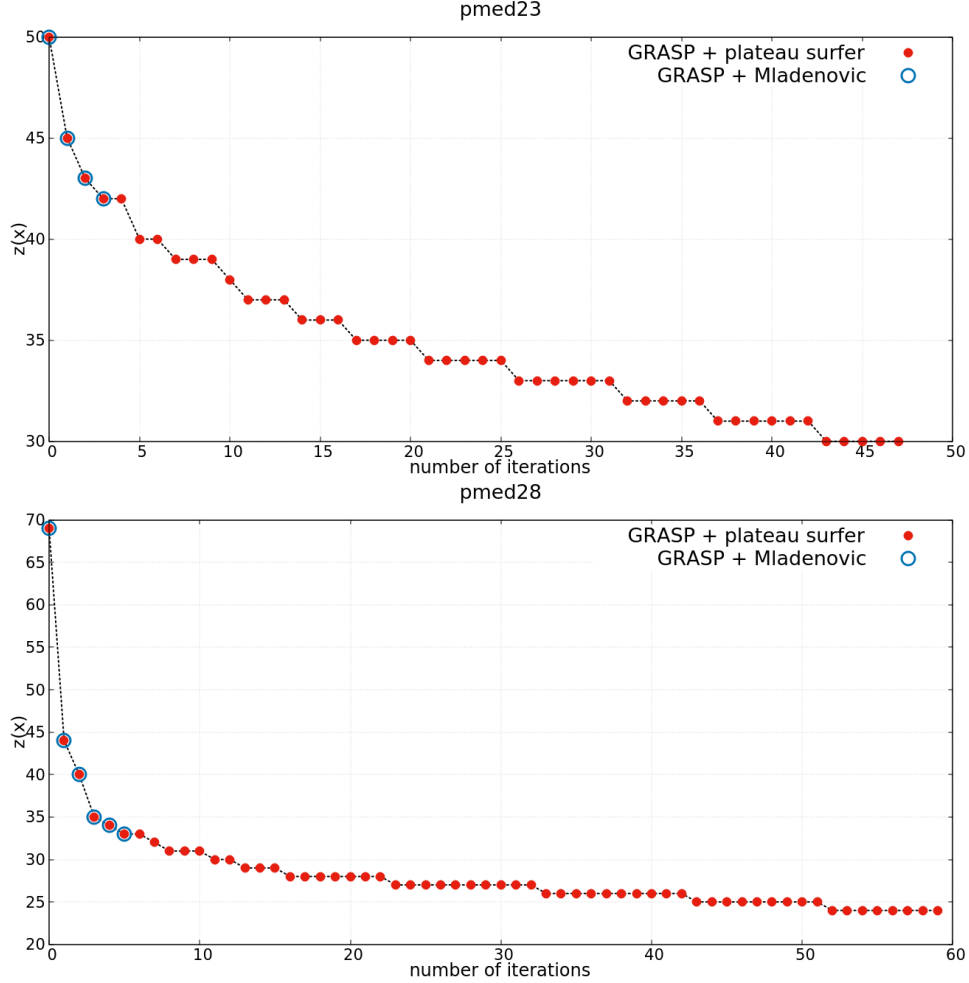 pmed23
GRASP + plateau surfer
GRASP + Mladenovic
50
45
40
35
30
z(x)
0 5 10 15 20 25 30 35 40 45 50
number of iterations
pmed28
GRASP + plateau surfer
GRASP + Mladenovic
70
65
60
55
50
45
40
35
30
25
20
z(x)
0 10 20 30 40 50 60
number of iterations